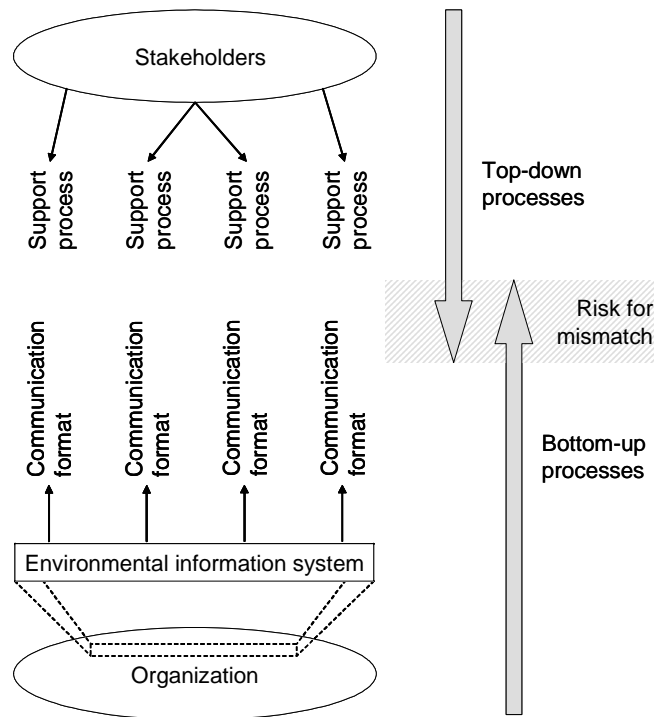 Stakeholders
Support
process
Support
process
Support
process
Support
process
Top-down
processes
Risk for
mismatch
Communication
format
Communication
format
Communication
format
Communication
format
Bottom-up
processes
Environmental information system
Organization